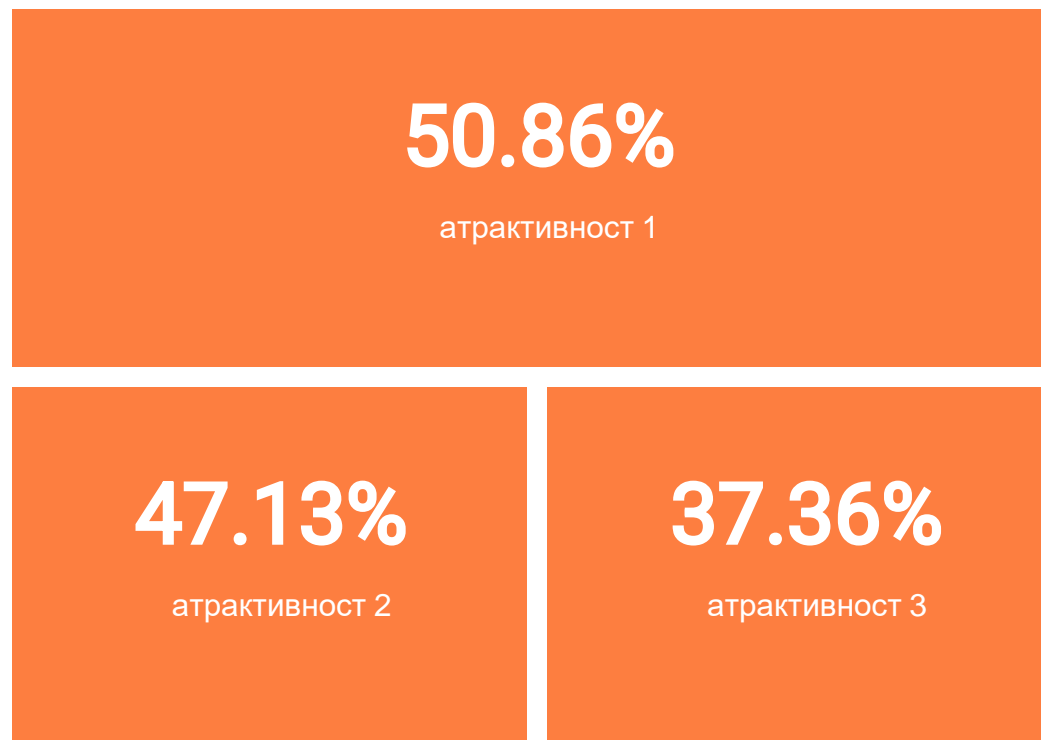 50.86%
атрактивност 1
47.13%
атрактивност 2
37.36%
атрактивност 3